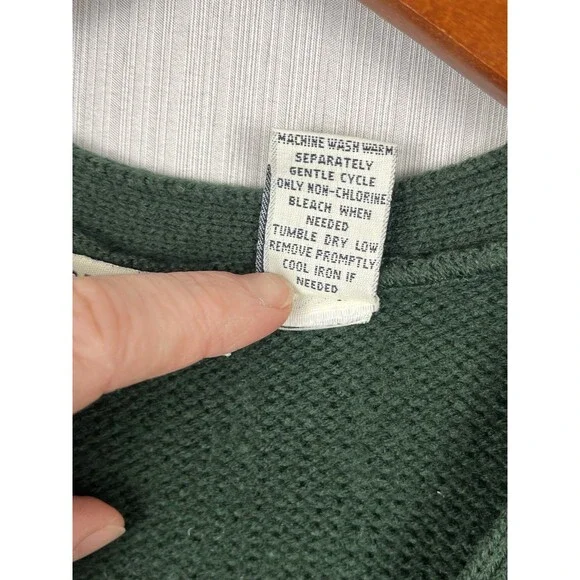 MACHINE WASH WARM
SEPARATELY
GENTLE CYCLE
ONLY NON-CHLORINE
BLEACH WHEN
NEEDED
TUMBLE DRY LOW
REMOVE PROMPTLY
COOL IRON IF
NEEDED